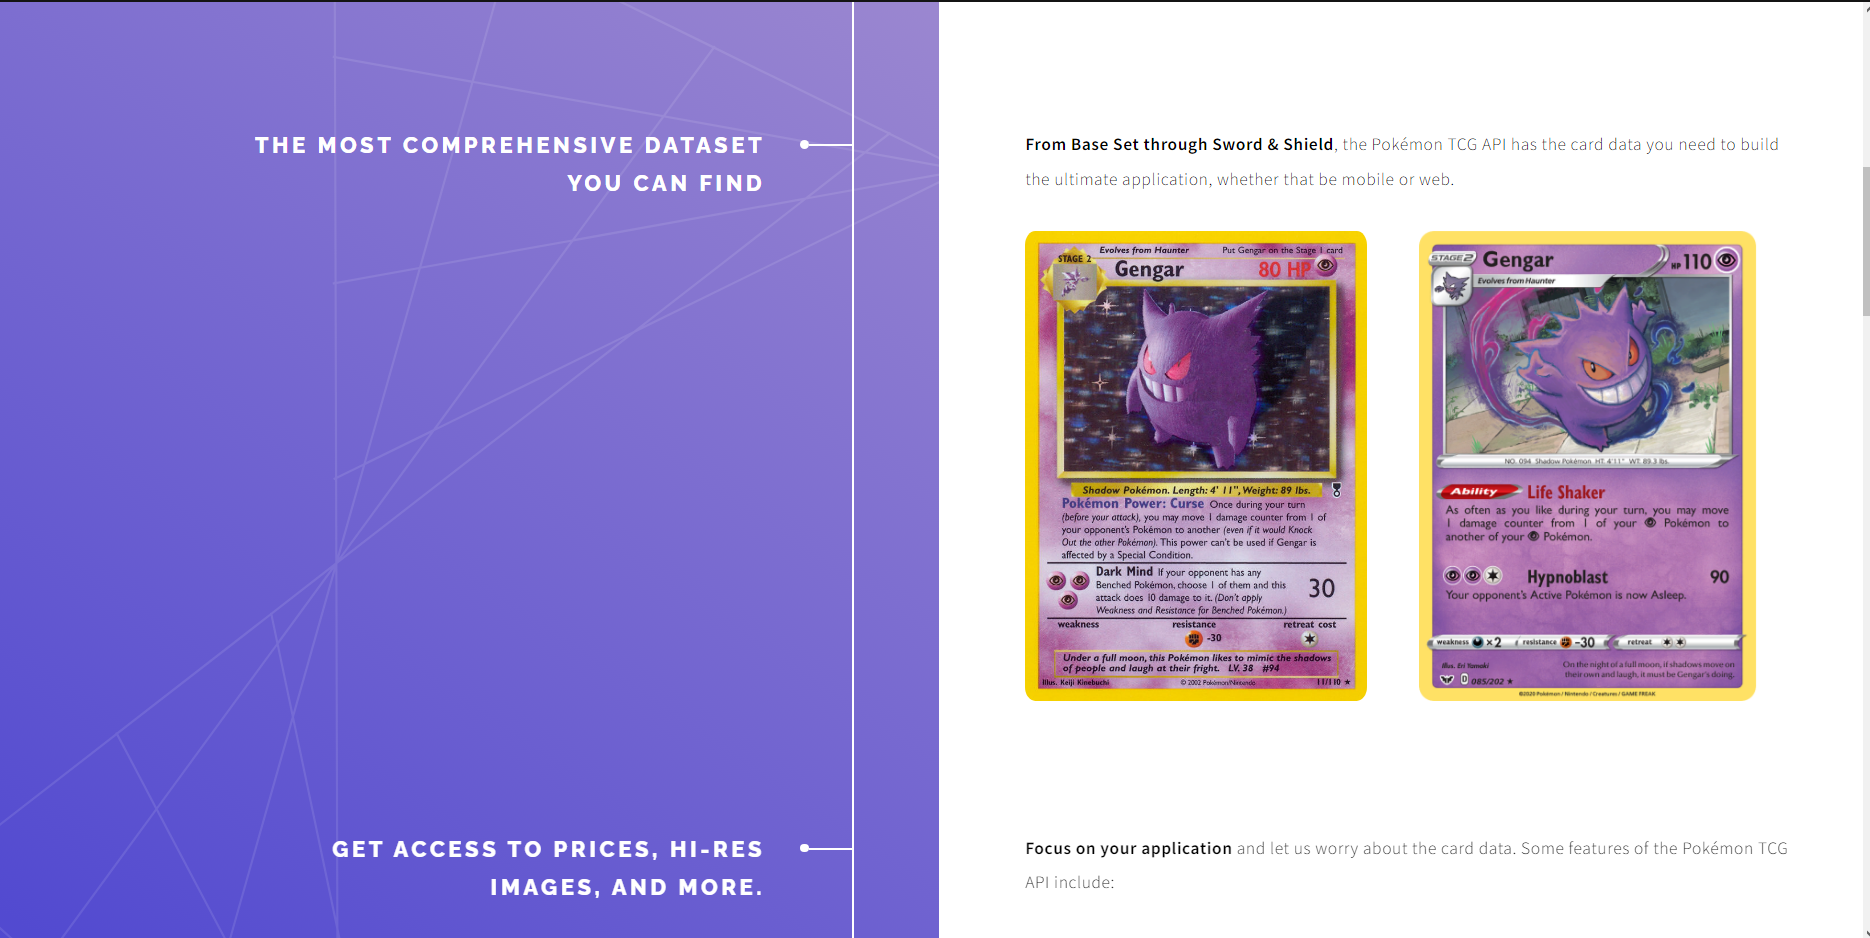 THE MOST COMPREHENSIVE DATASET
YOU CAN FIND
From Base Set through Sword & Shield, the Pokémon TCG API has the card data you need to build
the ultimate application, whether that be mobile or web.
Evolves from Haunter Put Gengar on the Stage 1 card
STAGE 2
Gengar 80 HP
Shadow Pokémon. Length: 4' 11", Weight: 89 lbs.
Pokémon Power: Curse Once during your turn
(before your attack), you may move 1 damage counter from 1 of
your opponent's Pokémon to another (even if it would Knock
Out the other Pokémon). This power can't be used if Gengar is
affected by a Special Condition.
Dark Mind If your opponent has any
Benched Pokémon, choose 1 of them and this
attack does 10 damage to it. (Don't apply
Weakness and Resistance for Benched Pokémon.)
30
weakness resistance retreat cost
-30
Under a full moon, this Pokémon likes to mimic the shadows
of people and laugh at their fright. LV. 38 #94
Illus. Keiji Kinebuchi © 2002 Pokémon/Nintendo 11/110
STAGE 2 Gengar HP 110
Evolves from Haunter
NO. 094 Shadow Pokémon HT: 4'11" WT: 89.3 lbs.
Ability Life Shaker
As often as you like during your turn, you may move
1 damage counter from 1 of your Pokémon to
another of your Pokémon.
Hypnoblast 90
Your opponent's Active Pokémon is now Asleep.
weakness ×2 resistance -30 retreat
Illus. Eri Yamaki
D 085/202
On the night of a full moon, if shadows move on
their own and laugh, it must be Gengar's doing.
©2020 Pokémon / Nintendo / Creatures / GAME FREAK
GET ACCESS TO PRICES, HI-RES
IMAGES, AND MORE.
Focus on your application and let us worry about the card data. Some features of the Pokémon TCG
API include: